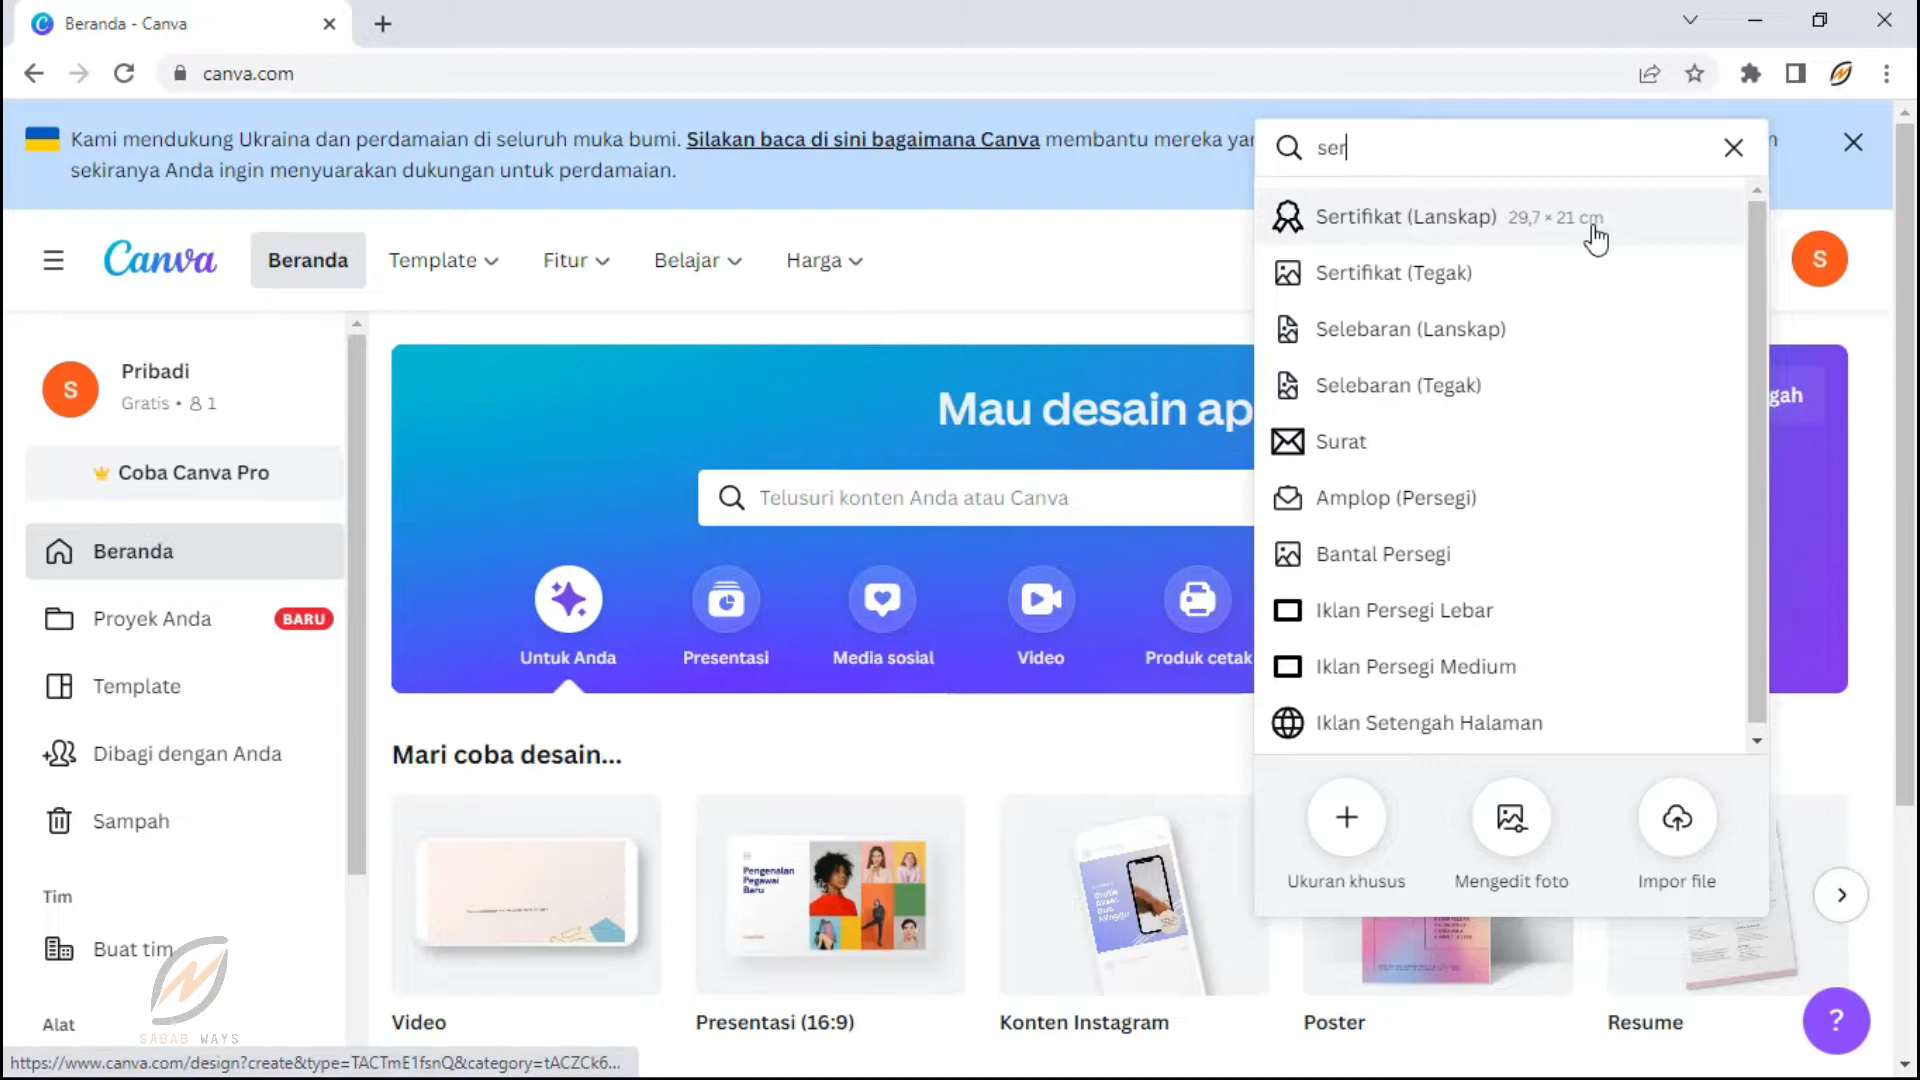 Beranda - Canva
canva.com
Kami mendukung Ukraina dan perdamaian di seluruh muka bumi. Silakan baca di sini bagaimana Canva membantu mereka
sekiranya Anda ingin menyuarakan dukungan untuk perdamaian.
ser
Sertifikat (Lanskap) 29,7 × 21 cm
Sertifikat (Tegak)
Selebaran (Lanskap)
Selebaran (Tegak)
Surat
Amplop (Persegi)
Bantal Persegi
Iklan Persegi Lebar
Iklan Persegi Medium
Iklan Setengah Halaman
Ukuran khusus
Mengedit foto
Impor file
Canva
Beranda
Template
Fitur
Belajar
Harga
S
S
Pribadi
Gratis • 1
Coba Canva Pro
Beranda
Proyek Anda BARU
Template
Dibagi dengan Anda
Sampah
Tim
Buat tim
Alat
SABAB WAYS
Mau desain ap
gah
Telusuri konten Anda atau Canva
Untuk Anda
Presentasi
Media sosial
Video
Produk cetak
Mari coba desain...
Pengenalan
Pegawai
Baru
Video
Presentasi (16:9)
Konten Instagram
Poster
Resume
?
https://www.canva.com/design?create&type=TACTmE1fsnQ&category=tACZCk6...